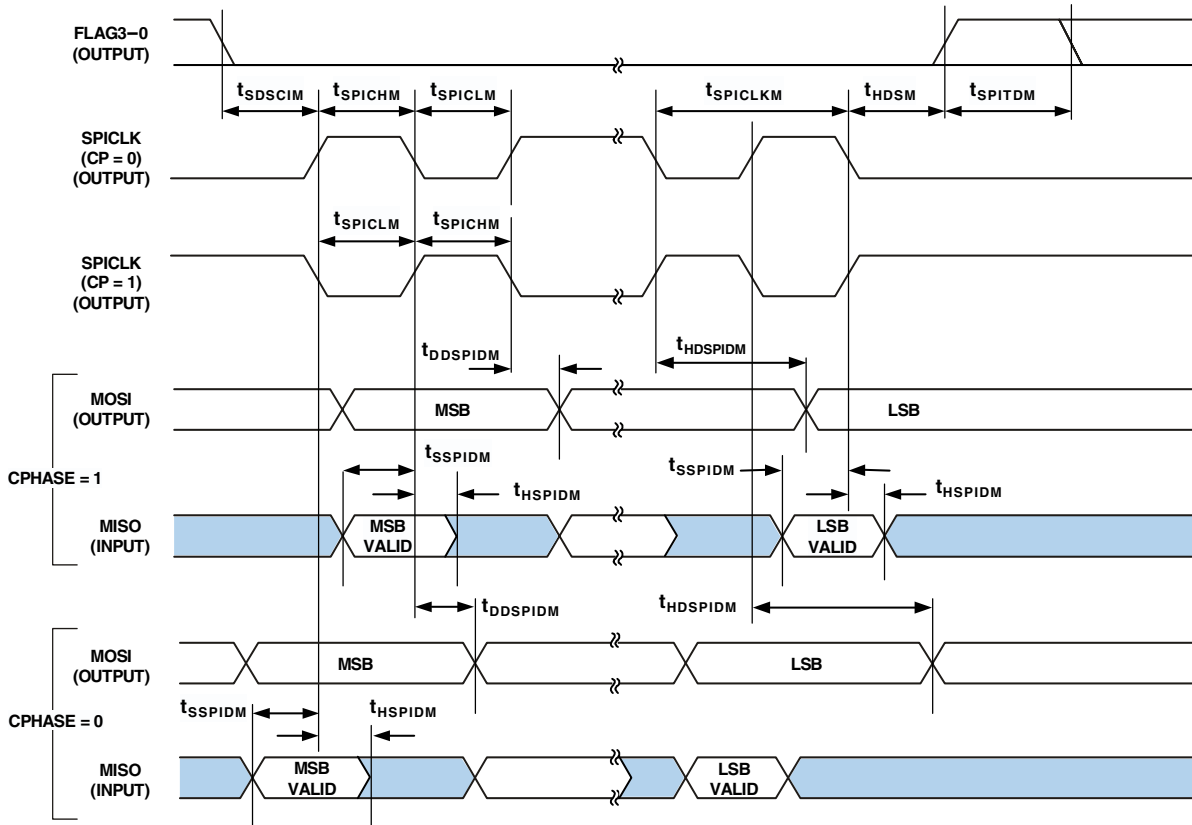 FLAG3–0
(OUTPUT)
tSDSCIM
tSPICHM
tSPICLM
tSPICLKM
tHDSM
tSPITDM
SPICLK
(CP = 0)
(OUTPUT)
tSPICLM
tSPICHM
SPICLK
(CP = 1)
(OUTPUT)
tDDSPIDM
tHDSPIDM
CPHASE = 1
MOSI
(OUTPUT)
MSB
LSB
tSSPIDM
tHSPIDM
tSSPIDM
tHSPIDM
MISO
(INPUT)
MSB
VALID
LSB
VALID
tDDSPIDM
tHDSPIDM
CPHASE = 0
MOSI
(OUTPUT)
MSB
LSB
tSSPIDM
tHSPIDM
MISO
(INPUT)
MSB
VALID
LSB
VALID